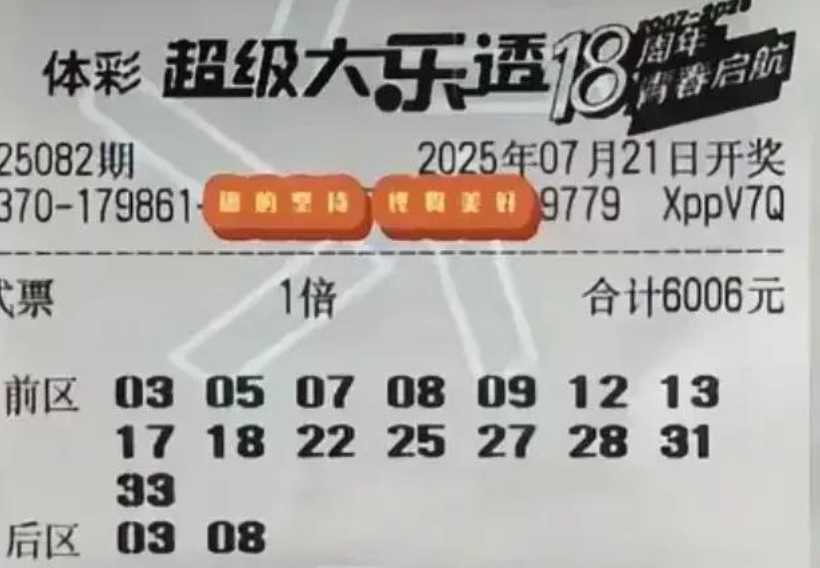 体彩 超级大乐透 18周年 2007-2025
青春启航
25082期 2025年07月21日开奖
370-179861- 9779 XppV7Q
式票 1倍 合计6006元
前区 03 05 07 08 09 12 13
17 18 22 25 27 28 31
33
后区 03 08